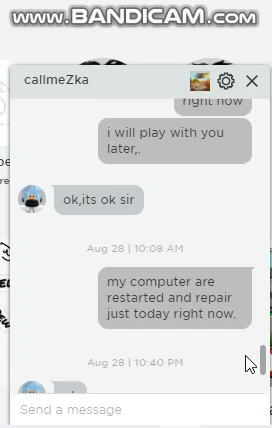 www.BANDICAM.com
callmeZka
right now
i will play with you
later,.
ok,its ok sir
Aug 28 | 10:08 AM
my computer are
restarted and repair
just today right now.
Aug 28 | 10:40 PM
Send a message